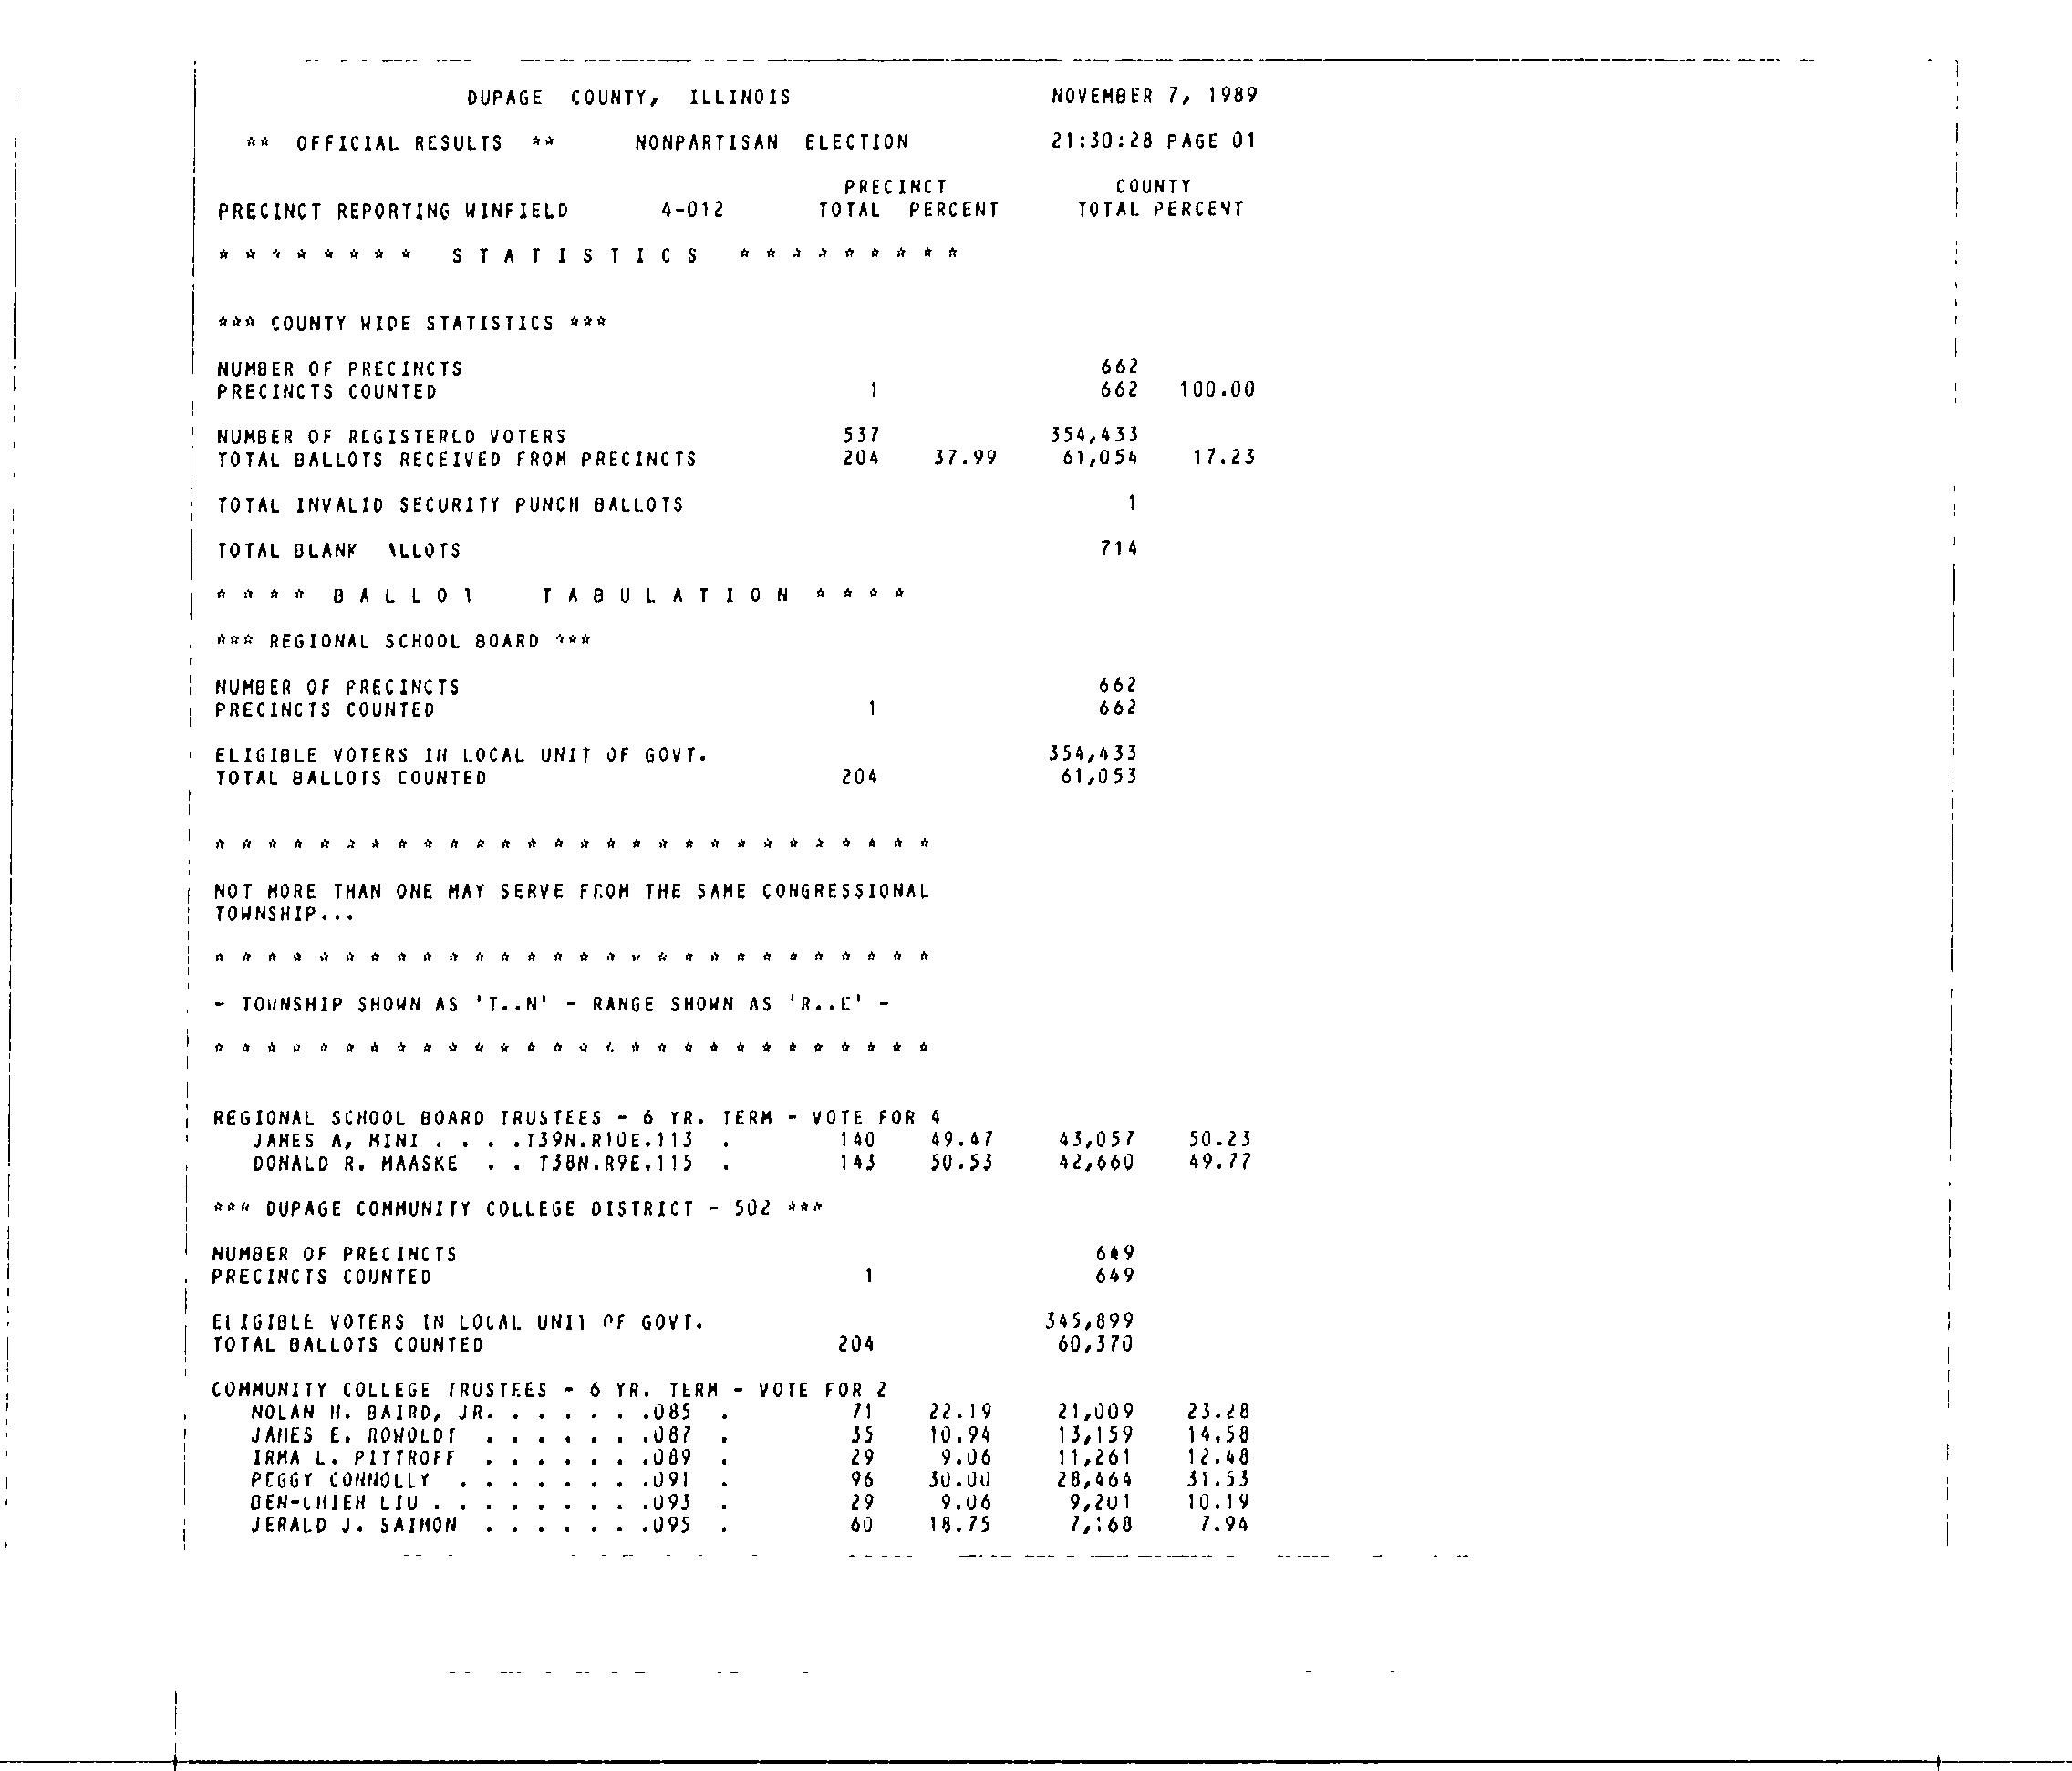 DUPAGE COUNTY, ILLINOIS NOVEMBER 7, 1989
** OFFICIAL RESULTS ** NONPARTISAN ELECTION 21:30:28 PAGE 01
PRECINCT COUNTY
PRECINCT REPORTING WINFIELD 4-012 TOTAL PERCENT TOTAL PERCENT
* * * * * * * * S T A T I S T I C S * * * * * * * * *
*** COUNTY WIDE STATISTICS ***
NUMBER OF PRECINCTS 662
PRECINCTS COUNTED 1 662 100.00
NUMBER OF REGISTERED VOTERS 537 354,433
TOTAL BALLOTS RECEIVED FROM PRECINCTS 204 37.99 61,054 17.23
TOTAL INVALID SECURITY PUNCH BALLOTS 1
TOTAL BLANK ALLOTS 714
* * * * B A L L O T T A B U L A T I O N * * * *
*** REGIONAL SCHOOL BOARD ***
NUMBER OF PRECINCTS 662
PRECINCTS COUNTED 1 662
ELIGIBLE VOTERS IN LOCAL UNIT OF GOVT. 354,433
TOTAL BALLOTS COUNTED 204 61,053
* * * * * * * * * * * * * * * * * * * * * * * * * * * *
NOT MORE THAN ONE MAY SERVE FROM THE SAME CONGRESSIONAL
TOWNSHIP...
* * * * * * * * * * * * * * * * * * * * * * * * * * * *
- TOWNSHIP SHOWN AS 'T..N' - RANGE SHOWN AS 'R..E' -
* * * * * * * * * * * * * * * * * * * * * * * * * * * *
REGIONAL SCHOOL BOARD TRUSTEES - 6 YR. TERM - VOTE FOR 4
JAMES A, MINI . . . .T39N.R10E.113 . 140 49.47 43,057 50.23
DONALD R. MAASKE . . T38N.R9E.115 . 143 50.53 42,660 49.77
*** DUPAGE COMMUNITY COLLEGE DISTRICT - 502 ***
NUMBER OF PRECINCTS 649
PRECINCTS COUNTED 1 649
ELIGIBLE VOTERS IN LOCAL UNIT OF GOVT. 345,899
TOTAL BALLOTS COUNTED 204 60,370
COMMUNITY COLLEGE TRUSTEES - 6 YR. TERM - VOTE FOR 2
NOLAN H. BAIRD, JR. . . . . . .085 . 71 22.19 21,009 23.28
JAMES E. ROWOLDT . . . . . . .087 . 35 10.94 13,159 14.58
IRMA L. PITTROFF . . . . . . .089 . 29 9.06 11,261 12.48
PEGGY CONNOLLY . . . . . . . .091 . 96 30.00 28,464 31.53
BEN-CHIEH LIU . . . . . . . . .093 . 29 9.06 9,201 10.19
JERALD J. SAIMON . . . . . . .095 . 60 18.75 7,168 7.94